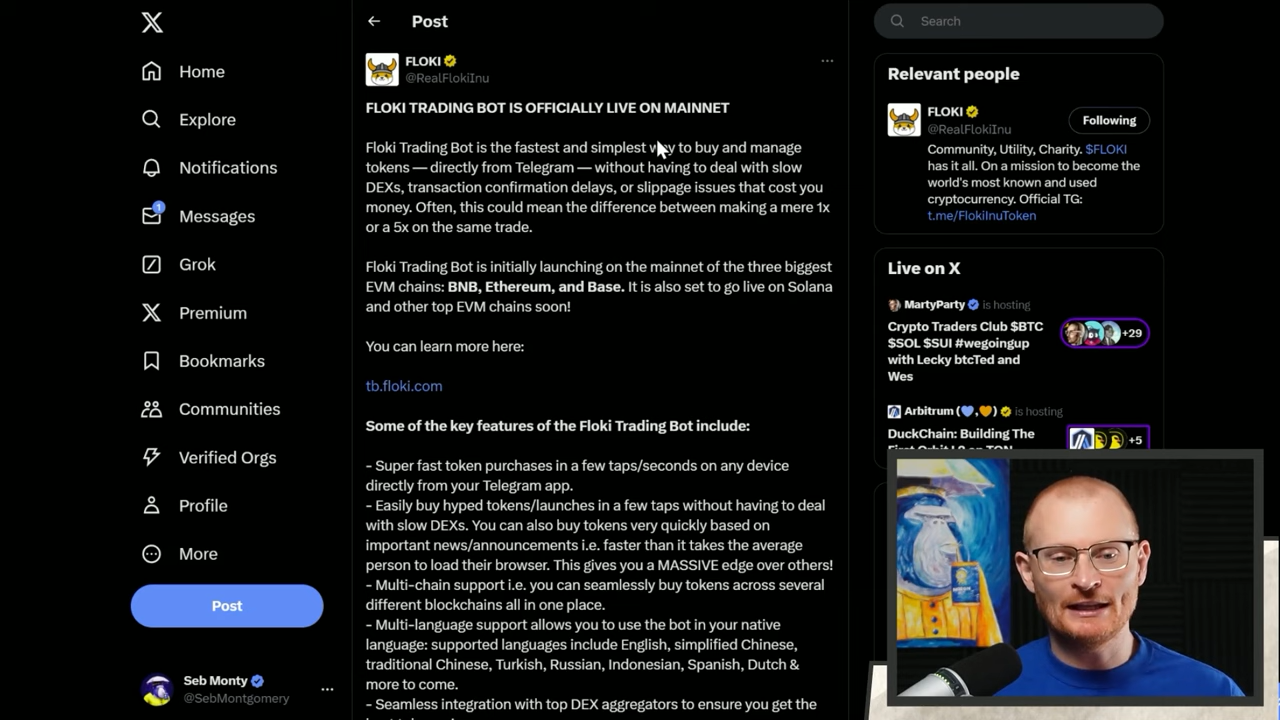 Post
Search
Home
Explore
Notifications
1
Messages
Grok
Premium
Bookmarks
Communities
Verified Orgs
Profile
More
Post
Seb Monty
@SebMontgomery
FLOKI
@RealFlokiInu
FLOKI TRADING BOT IS OFFICIALLY LIVE ON MAINNET
Floki Trading Bot is the fastest and simplest way to buy and manage
tokens — directly from Telegram — without having to deal with slow
DEXs, transaction confirmation delays, or slippage issues that cost you
money. Often, this could mean the difference between making a mere 1x
or a 5x on the same trade.
Floki Trading Bot is initially launching on the mainnet of the three biggest
EVM chains: BNB, Ethereum, and Base. It is also set to go live on Solana
and other top EVM chains soon!
You can learn more here:
tb.floki.com
Some of the key features of the Floki Trading Bot include:
- Super fast token purchases in a few taps/seconds on any device
directly from your Telegram app.
- Easily buy hyped tokens/launches in a few taps without having to deal
with slow DEXs. You can also buy tokens very quickly based on
important news/announcements i.e. faster than it takes the average
person to load their browser. This gives you a MASSIVE edge over others!
- Multi-chain support i.e. you can seamlessly buy tokens across several
different blockchains all in one place.
- Multi-language support allows you to use the bot in your native
language: supported languages include English, simplified Chinese,
traditional Chinese, Turkish, Russian, Indonesian, Spanish, Dutch &
more to come.
- Seamless integration with top DEX aggregators to ensure you get the
Relevant people
FLOKI
@RealFlokiInu
Following
Community, Utility, Charity. $FLOKI
has it all. On a mission to become the
world's most known and used
cryptocurrency. Official TG:
t.me/FlokiInuToken
Live on X
MartyParty is hosting
Crypto Traders Club $BTC
$SOL $SUI #wegoingup
with Lecky btcTed and
Wes
+29
Arbitrum (🩵,🧡) is hosting
DuckChain: Building The
First Orbit L2 on TON
+5